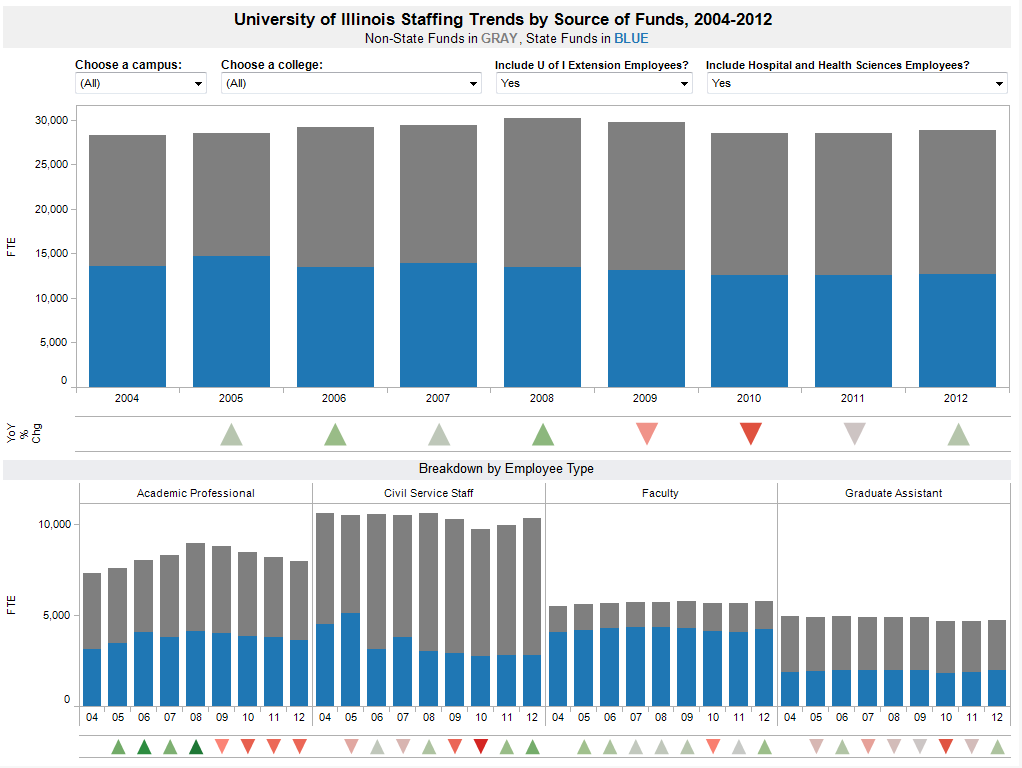 University of Illinois Staffing Trends by Source of Funds, 2004-2012
Non-State Funds in GRAY, State Funds in BLUE
Choose a campus: Choose a college: Include U of I Extension Employees? Include Hospital and Health Sciences Employees?
(All) (All) Yes Yes
30,000
25,000
20,000
15,000
10,000
5,000
0
FTE
2004 2005 2006 2007 2008 2009 2010 2011 2012
YoY
%
Chg
Breakdown by Employee Type
Academic Professional Civil Service Staff Faculty Graduate Assistant
10,000
5,000
0
FTE
04 05 06 07 08 09 10 11 12 04 05 06 07 08 09 10 11 12 04 05 06 07 08 09 10 11 12 04 05 06 07 08 09 10 11 12